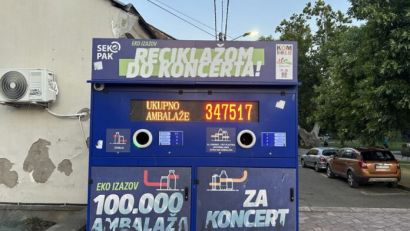 SEKO
PAK
EKO IZAZOV
RECIKLAŽOM
DO KONCERTA!
UKUPNO
AMBALAŽE
347517
EKO IZAZOV
100.000
AMBALAŽA
ZA
KONCERT